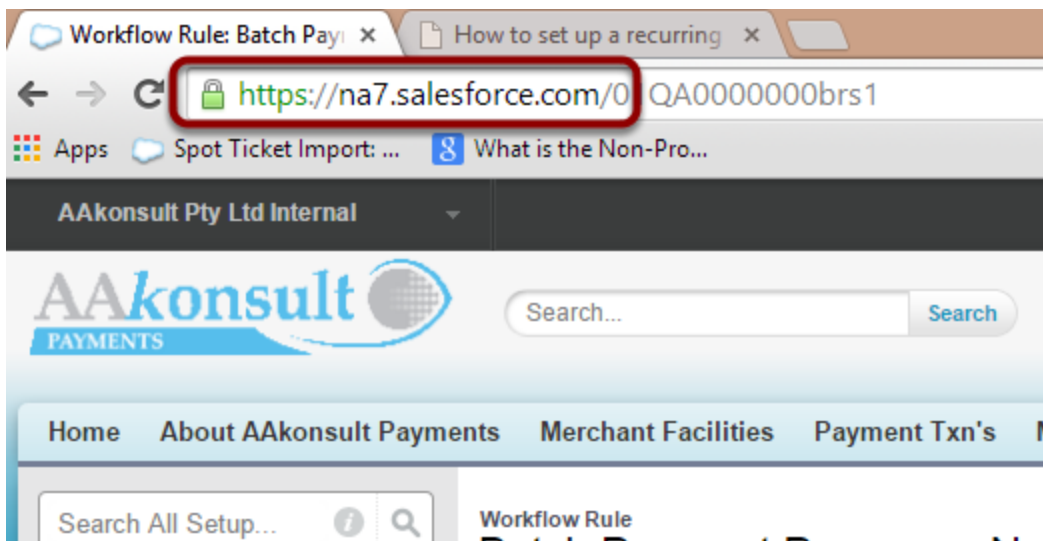 Workflow Rule: Batch Pay
How to set up a recurring
https://na7.salesforce.com/01QA0000000brs1
Apps
Spot Ticket Import: ...
8 What is the Non-Pro...
AAkonsult Pty Ltd Internal
AAkonsult
PAYMENTS
Search...
Search
Home About AAkonsult Payments Merchant Facilities Payment Txn's
Search All Setup...
Workflow Rule